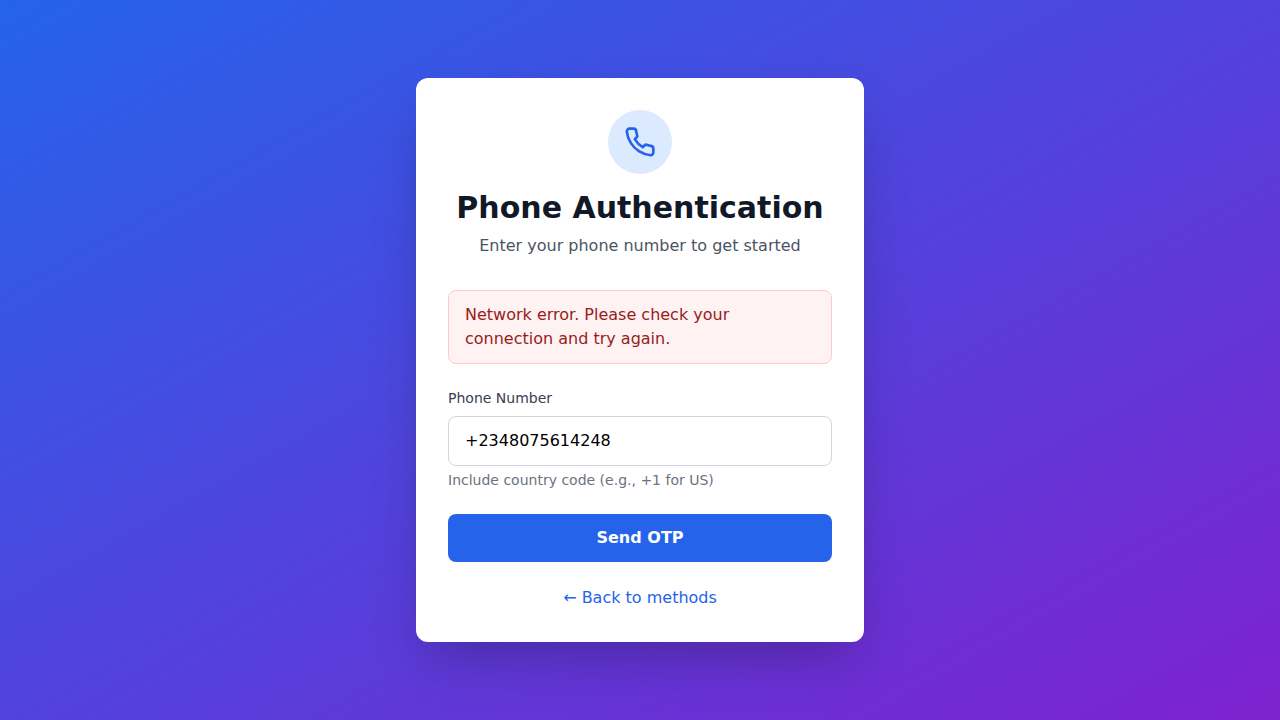 Phone Authentication
Enter your phone number to get started
Network error. Please check your
connection and try again.
Phone Number
+2348075614248
Include country code (e.g., +1 for US)
Send OTP
← Back to methods